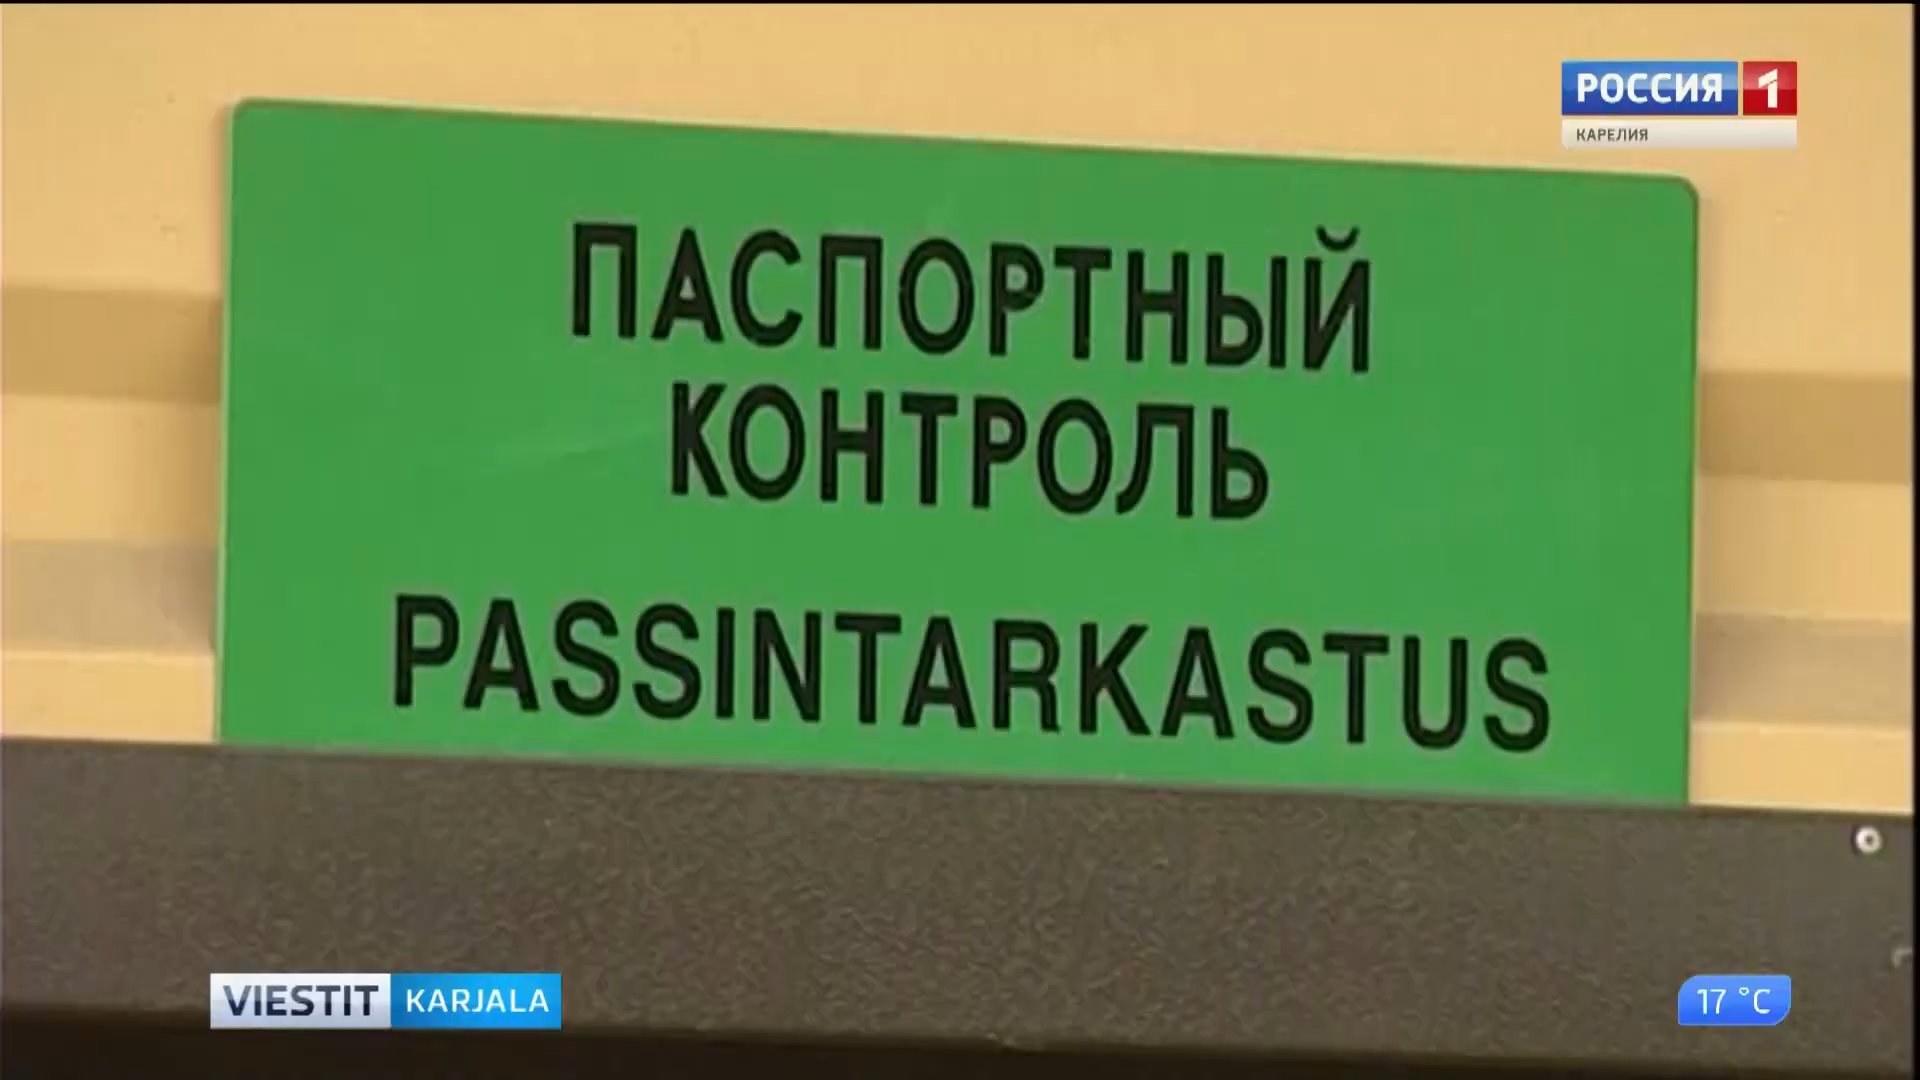 РОССИЯ 1
КАРЕЛИЯ
ПАСПОРТНЫЙ
КОНТРОЛЬ
PASSINTARKASTUS
VIESTIT KARJALA
17 °C